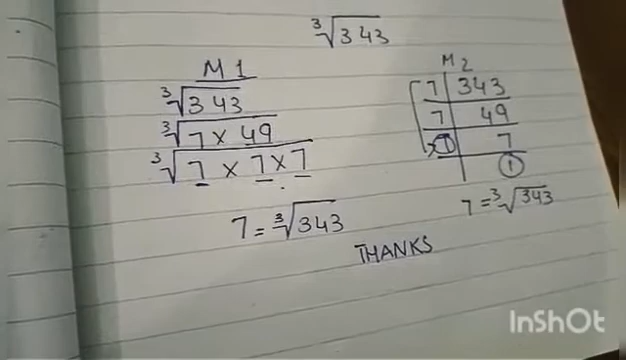 ∛343
M 1
∛343
∛7 × 49
∛7 × 7 × 7
7 = ∛343
M 2
7 | 343
7 | 49
7 | 7
1
7 = ∛343
THANKS
InShOt